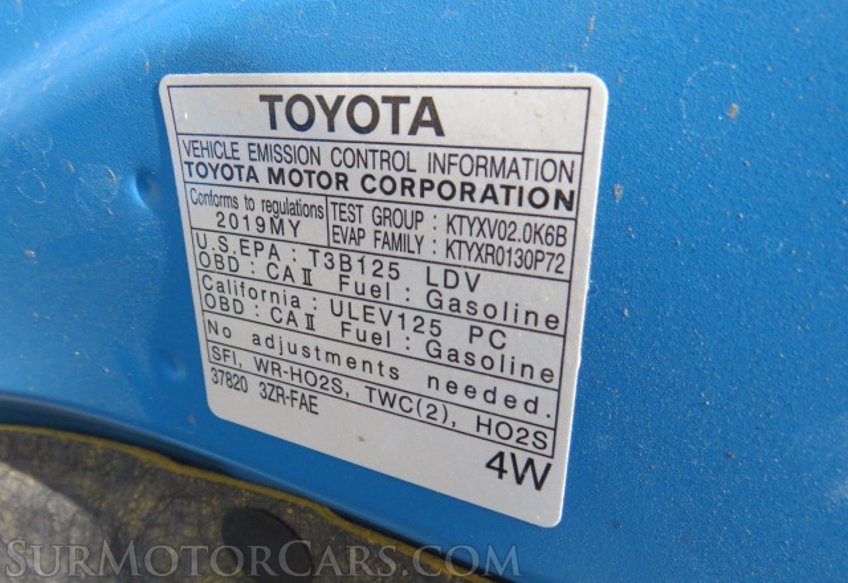 TOYOTA
VEHICLE EMISSION CONTROL INFORMATION
TOYOTA MOTOR CORPORATION
Conforms to regulations
2019MY
TEST GROUP : KTYXV02.0K6B
EVAP FAMILY : KTYXR0130P72
U.S.EPA : T3B125 LDV
OBD : CAⅡ Fuel : Gasoline
California : ULEV125 PC
OBD : CAⅡ Fuel : Gasoline
No adjustments needed.
SFI, WR-HO2S, TWC(2), HO2S
37820 3ZR-FAE
4W
SurMotorCars.com